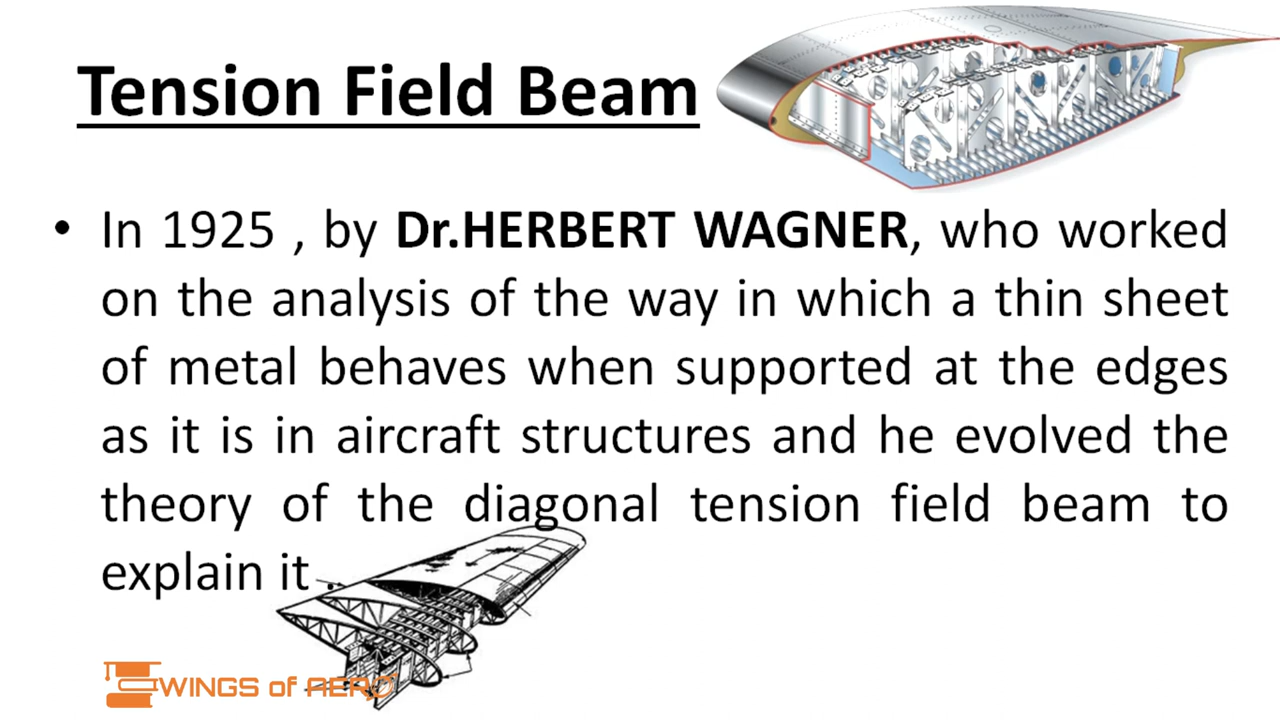 Tension Field Beam
• In 1925 , by Dr.HERBERT WAGNER, who worked
on the analysis of the way in which a thin sheet
of metal behaves when supported at the edges
as it is in aircraft structures and he evolved the
theory of the diagonal tension field beam to
explain it .
WINGS of AERO